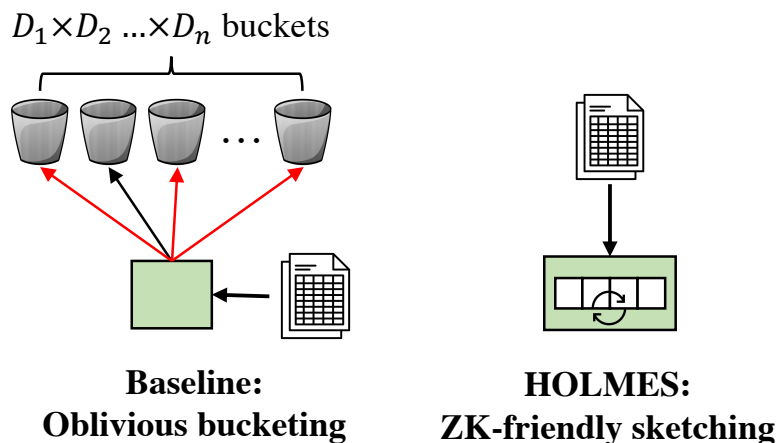 D₁×D₂ …×Dₙ buckets
…
Baseline:
Oblivious bucketing
HOLMES:
ZK-friendly sketching